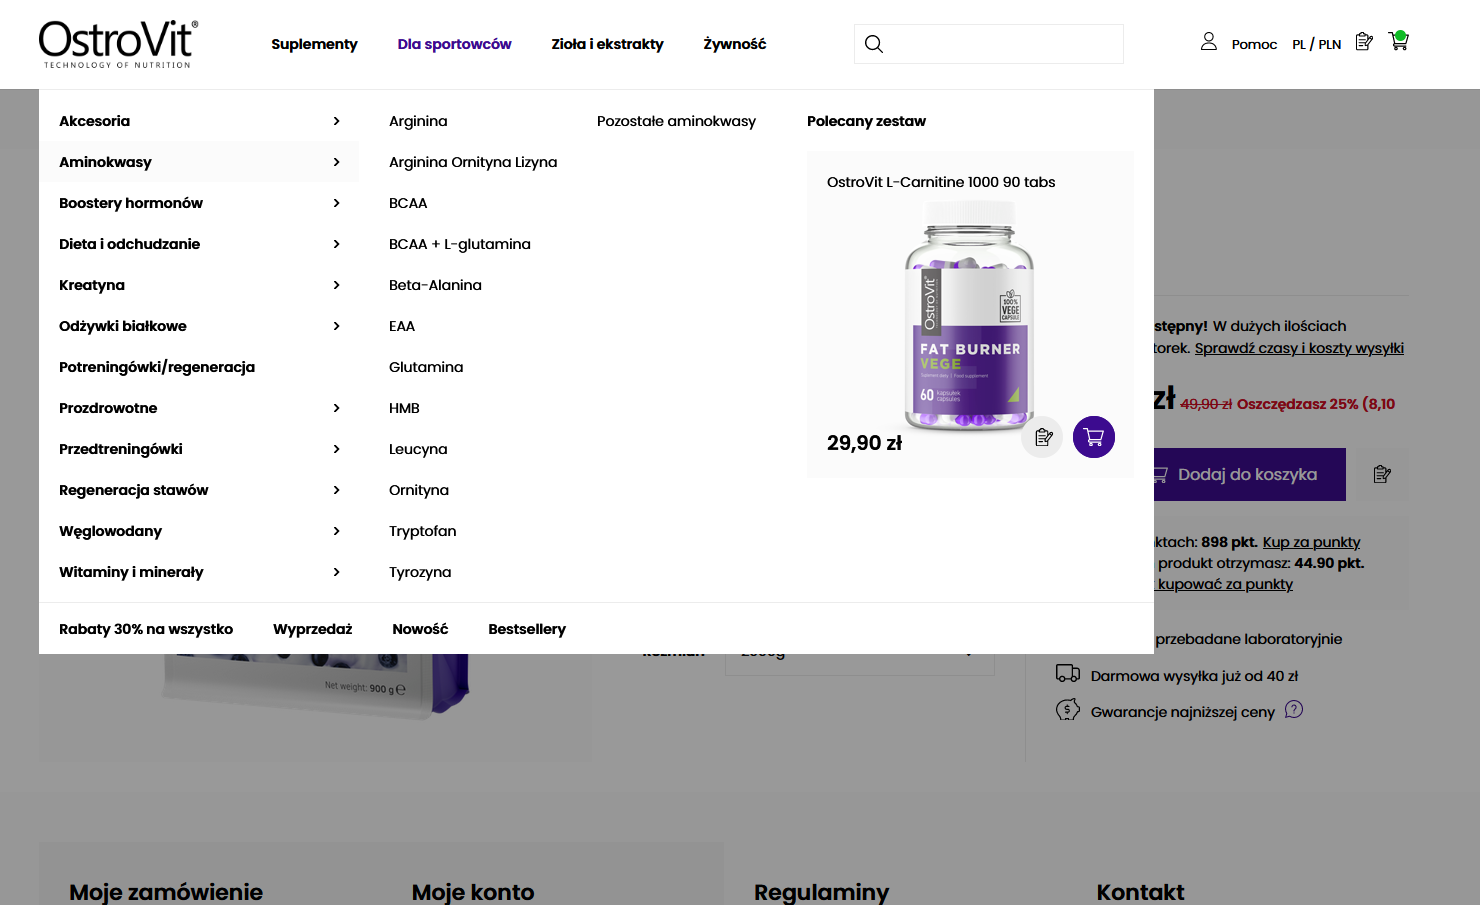 OstroVit®
TECHNOLOGY OF NUTRITION
Suplementy
Dla sportowców
Zioła i ekstrakty
Żywność
Pomoc
PL / PLN
Akcesoria
Aminokwasy
Boostery hormonów
Dieta i odchudzanie
Kreatyna
Odżywki białkowe
Potreningówki/regeneracja
Prozdrowotne
Przedtreningówki
Regeneracja stawów
Węglowodany
Witaminy i minerały
Arginina
Arginina Ornityna Lizyna
BCAA
BCAA + L-glutamina
Beta-Alanina
EAA
Glutamina
HMB
Leucyna
Ornityna
Tryptofan
Tyrozyna
Pozostałe aminokwasy
Polecany zestaw
OstroVit L-Carnitine 1000 90 tabs
OstroVit
100%
VEGE
CAPSULE
FAT BURNER
VEGE
Suplement diety | Food supplement
60 kapsułek
capsules
29,90 zł
Rabaty 30% na wszystko
Wyprzedaż
Nowość
Bestsellery
stępny! W dużych ilościach
torek. Sprawdź czasy i koszty wysyłki
zł 49,90 zł Oszczędzasz 25% (8,10
Dodaj do koszyka
ktach: 898 pkt. Kup za punkty
produkt otrzymasz: 44.90 pkt.
kupować za punkty
przebadane laboratoryjnie
Darmowa wysyłka już od 40 zł
Gwarancje najniższej ceny
Net weight: 900 g e
Moje zamówienie
Moje konto
Regulaminy
Kontakt